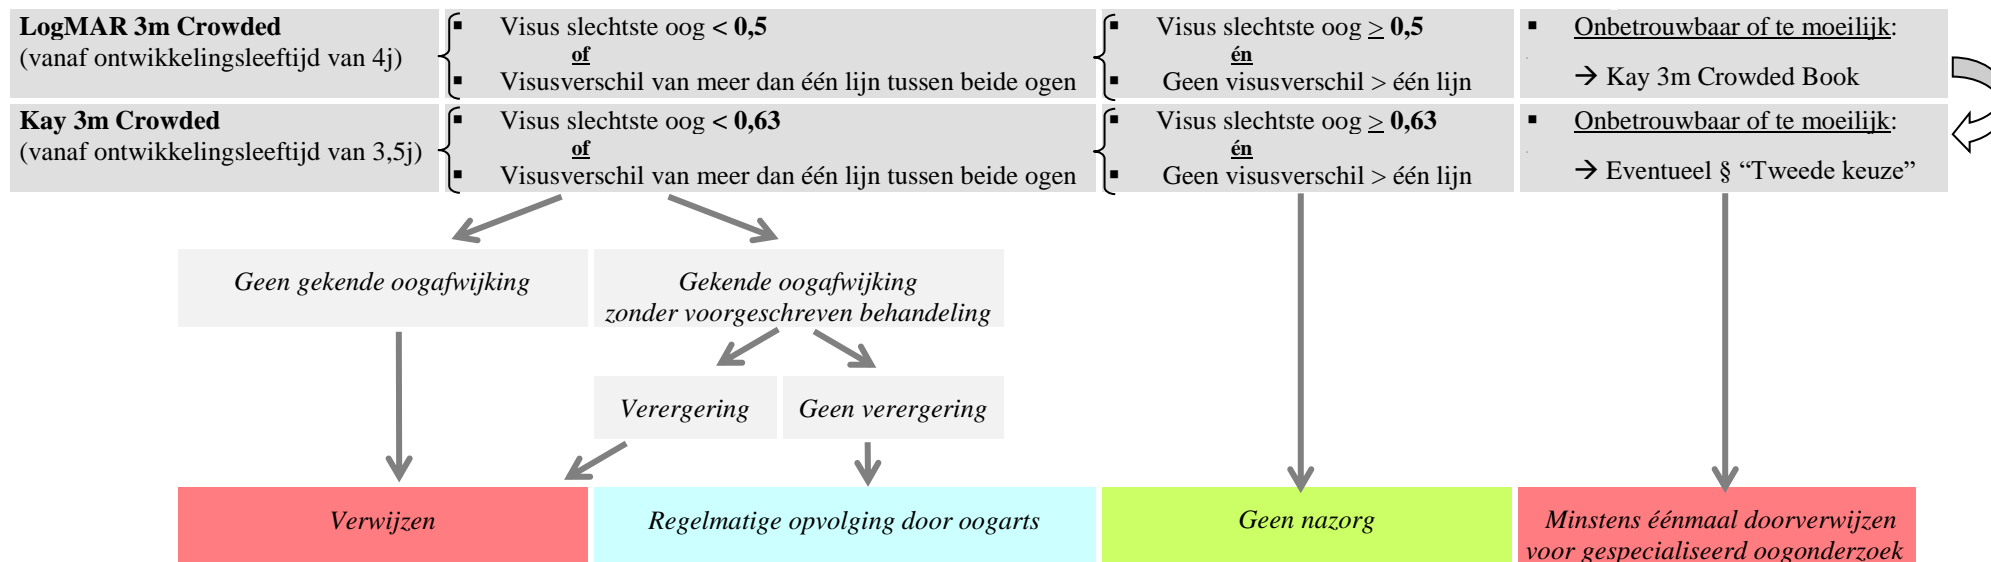 LogMAR 3m Crowded
(vanaf ontwikkelingsleeftijd van 4j)
▪ Visus slechtste oog < 0,5
of
▪ Visusverschil van meer dan één lijn tussen beide ogen
▪ Visus slechtste oog ≥ 0,5
én
▪ Geen visusverschil > één lijn
▪ Onbetrouwbaar of te moeilijk:
→ Kay 3m Crowded Book
Kay 3m Crowded
(vanaf ontwikkelingsleeftijd van 3,5j)
▪ Visus slechtste oog < 0,63
of
▪ Visusverschil van meer dan één lijn tussen beide ogen
▪ Visus slechtste oog ≥ 0,63
én
▪ Geen visusverschil > één lijn
▪ Onbetrouwbaar of te moeilijk:
→ Eventueel § “Tweede keuze”
Geen gekende oogafwijking
Gekende oogafwijking
zonder voorgeschreven behandeling
Verergering
Geen verergering
Verwijzen
Regelmatige opvolging door oogarts
Geen nazorg
Minstens éénmaal doorverwijzen
voor gespecialiseerd oogonderzoek